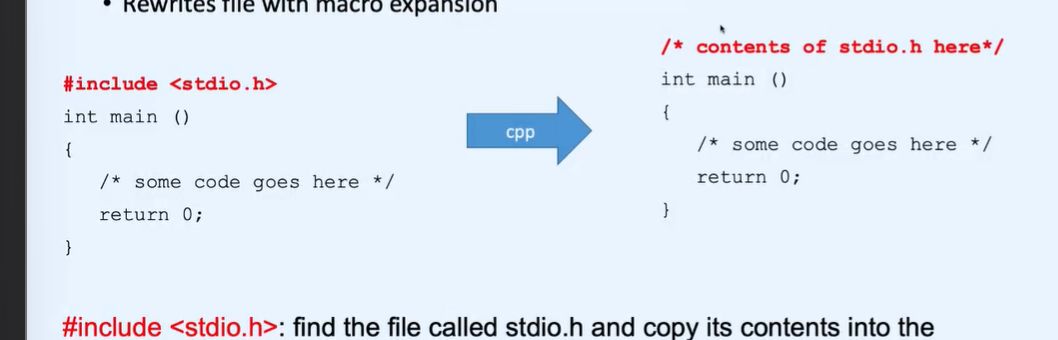 • Rewrites file with macro expansion
#include <stdio.h>
int main ()
{
/* some code goes here */
return 0;
}
cpp
/* contents of stdio.h here*/
int main ()
{
/* some code goes here */
return 0;
}
#include <stdio.h>: find the file called stdio.h and copy its contents into the